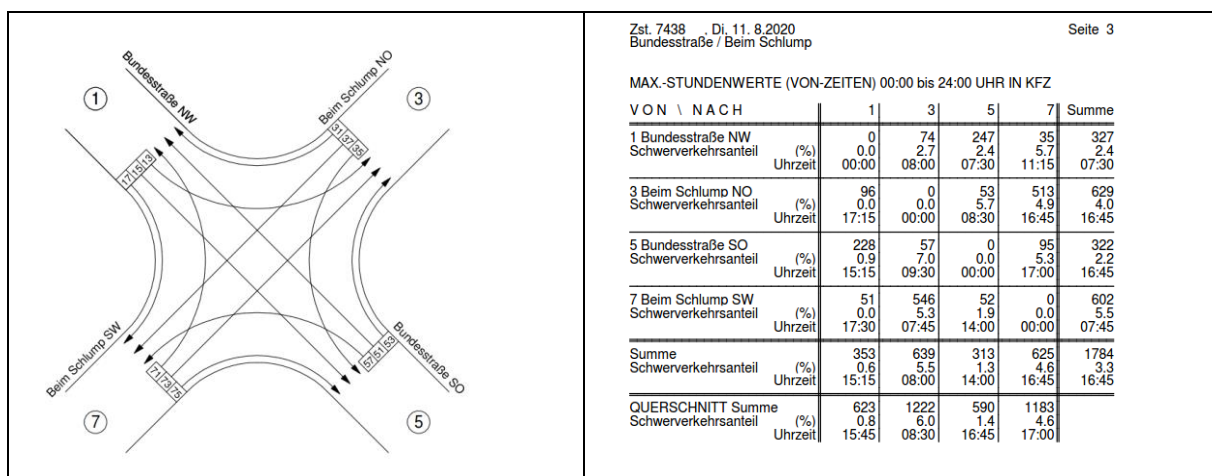 Bundesstraße NW
Beim Schlump NO
1
3
31 37 35
17 15 13
Beim Schlump SW
Bundesstraße SO
71 73 75
57 51 53
7
5
Zst. 7438 , Di, 11. 8.2020 Seite 3
Bundesstraße / Beim Schlump
MAX.-STUNDENWERTE (VON-ZEITEN) 00:00 bis 24:00 UHR IN KFZ
V O N \ N A C H 1 3 5 7 Summe
1 Bundesstraße NW 0 74 247 35 327
Schwerverkehrsanteil (%) 0.0 2.7 2.4 5.7 2.4
Uhrzeit 00:00 08:00 07:30 11:15 07:30
3 Beim Schlump NO 96 0 53 513 629
Schwerverkehrsanteil (%) 0.0 0.0 5.7 4.9 4.0
Uhrzeit 17:15 00:00 08:30 16:45 16:45
5 Bundesstraße SO 228 57 0 95 322
Schwerverkehrsanteil (%) 0.9 7.0 0.0 5.3 2.2
Uhrzeit 15:15 09:30 00:00 17:00 16:45
7 Beim Schlump SW 51 546 52 0 602
Schwerverkehrsanteil (%) 0.0 5.3 1.9 0.0 5.5
Uhrzeit 17:30 07:45 14:00 00:00 07:45
Summe 353 639 313 625 1784
Schwerverkehrsanteil (%) 0.6 5.5 1.3 4.6 3.3
Uhrzeit 15:15 08:00 14:00 16:45 16:45
QUERSCHNITT Summe 623 1222 590 1183
Schwerverkehrsanteil (%) 0.8 6.0 1.4 4.6
Uhrzeit 15:45 08:30 16:45 17:00